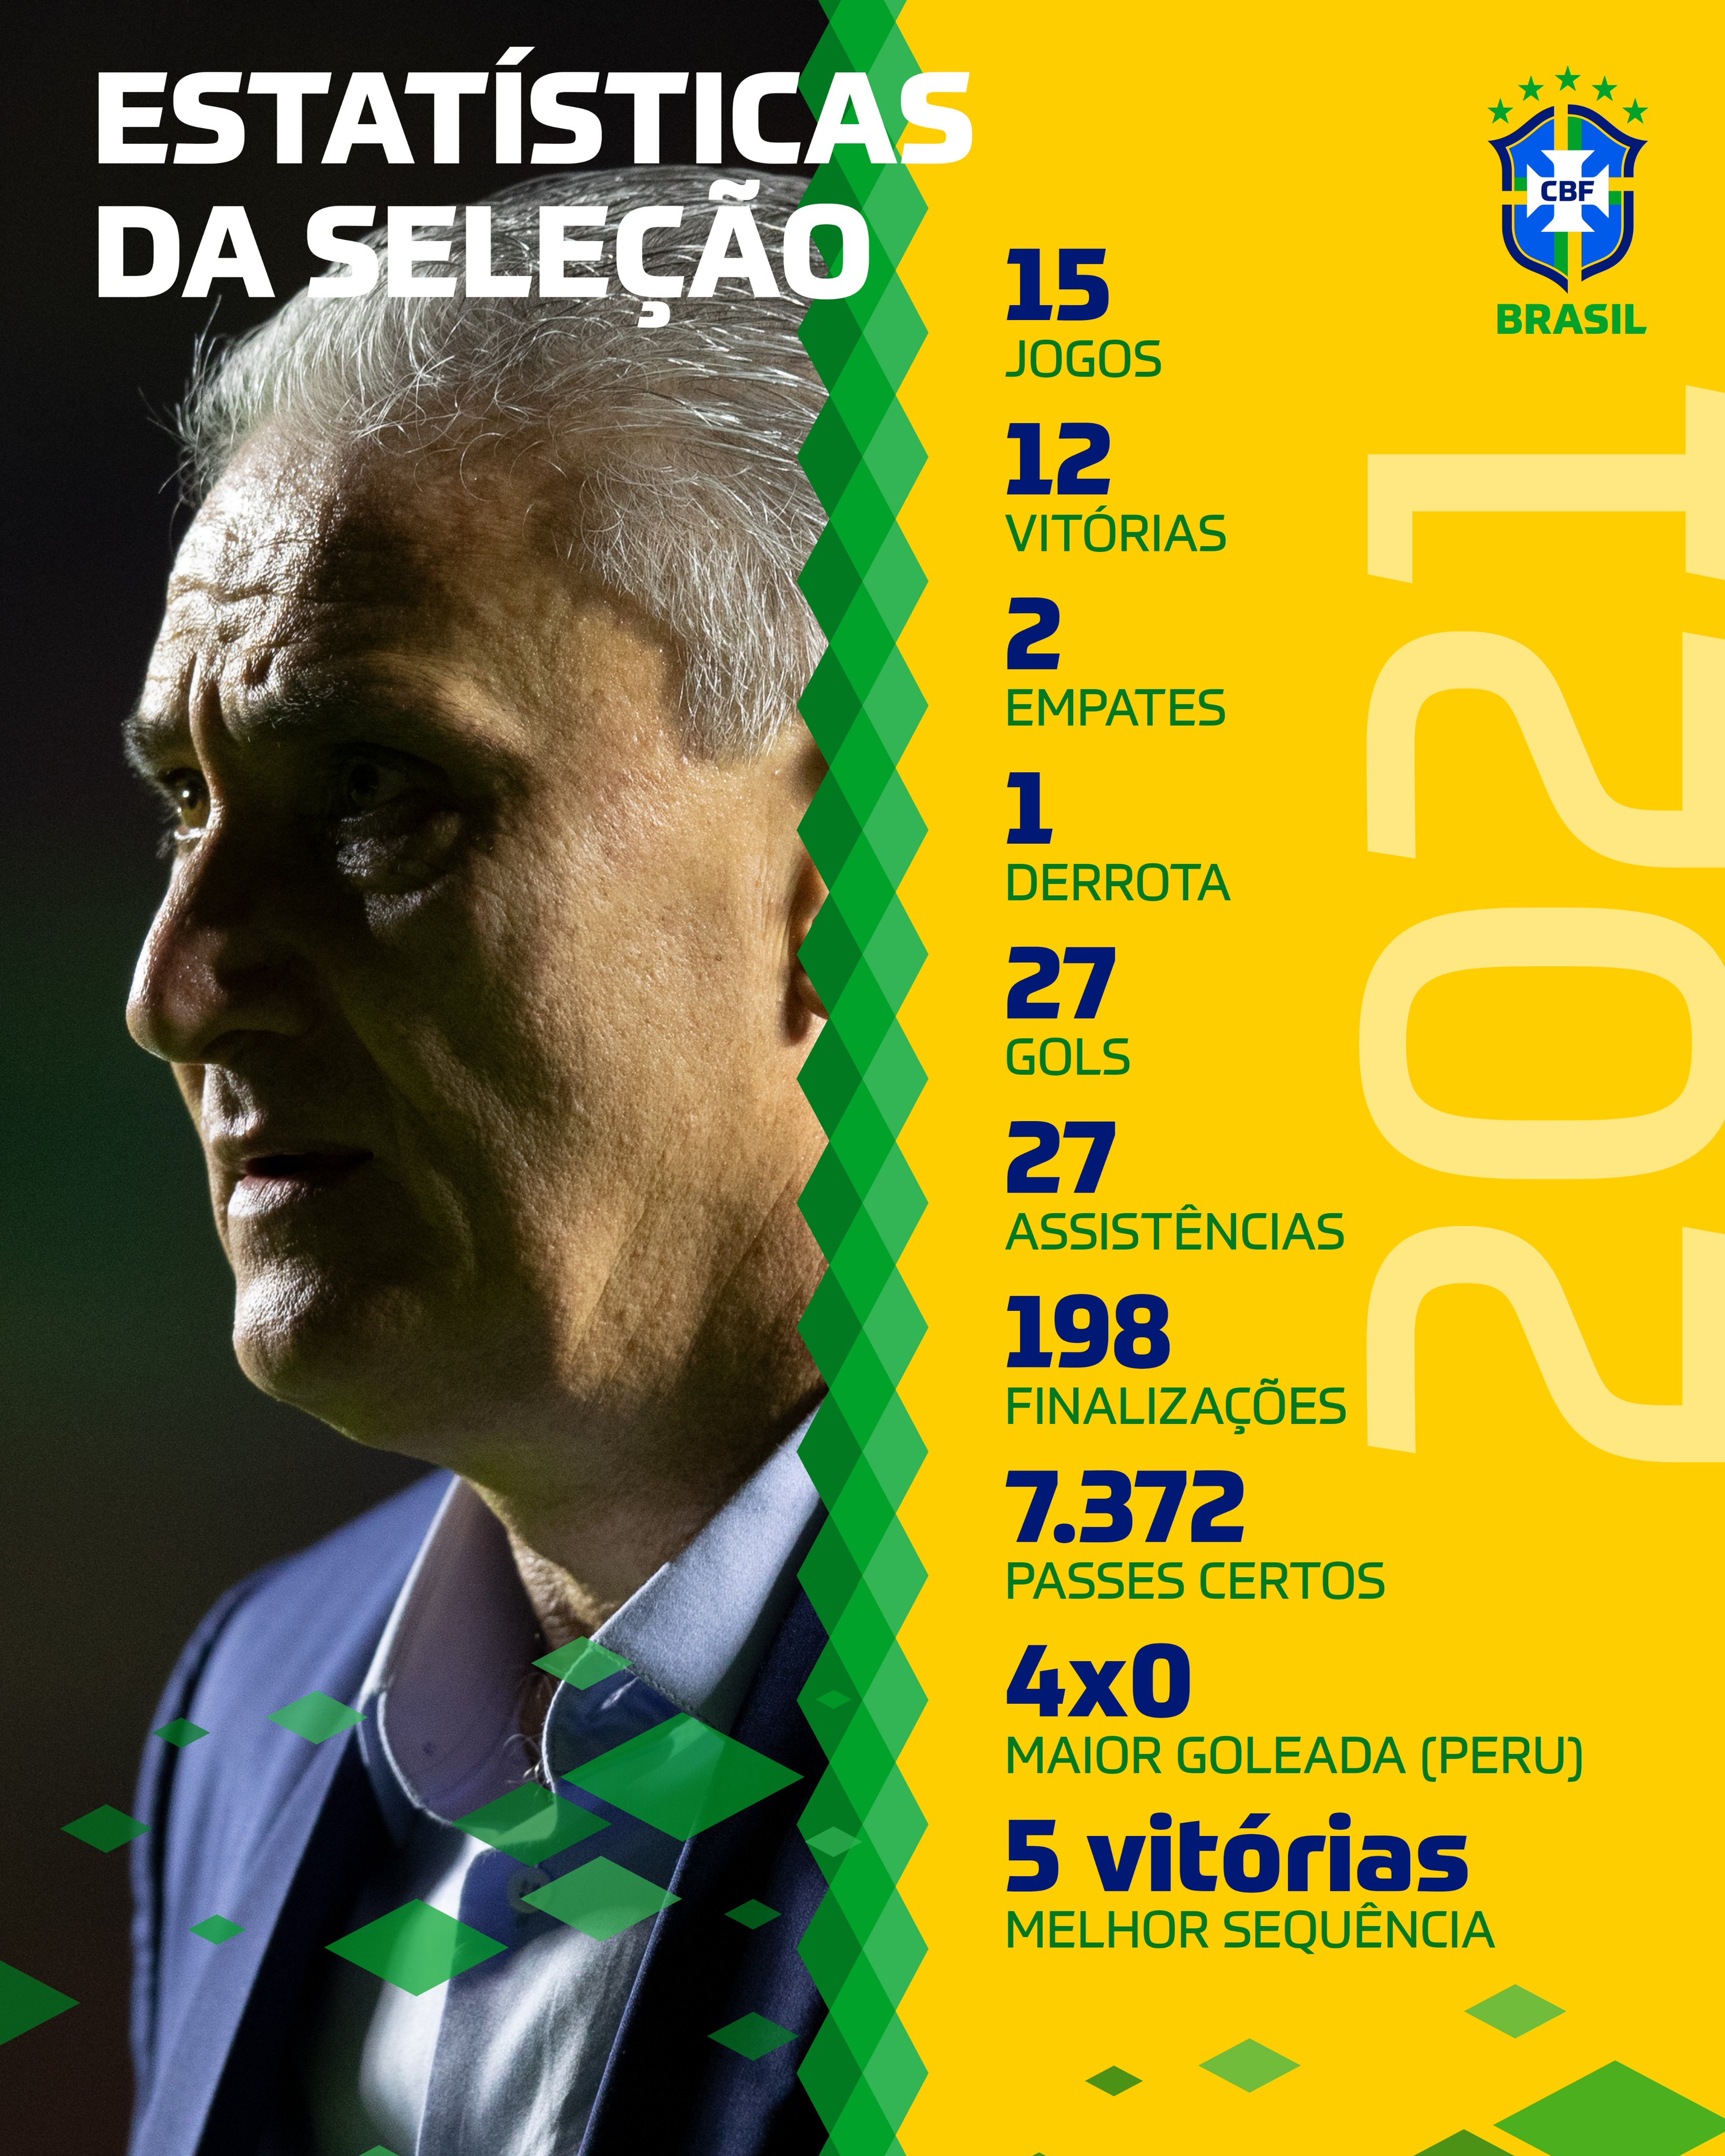 ESTATÍSTICAS
DA SELEÇÃO
CBF
BRASIL
15
JOGOS
12
VITÓRIAS
2
EMPATES
1
DERROTA
27
GOLS
27
ASSISTÊNCIAS
198
FINALIZAÇÕES
7.372
PASSES CERTOS
4x0
MAIOR GOLEADA (PERU)
5 vitórias
MELHOR SEQUÊNCIA
2021